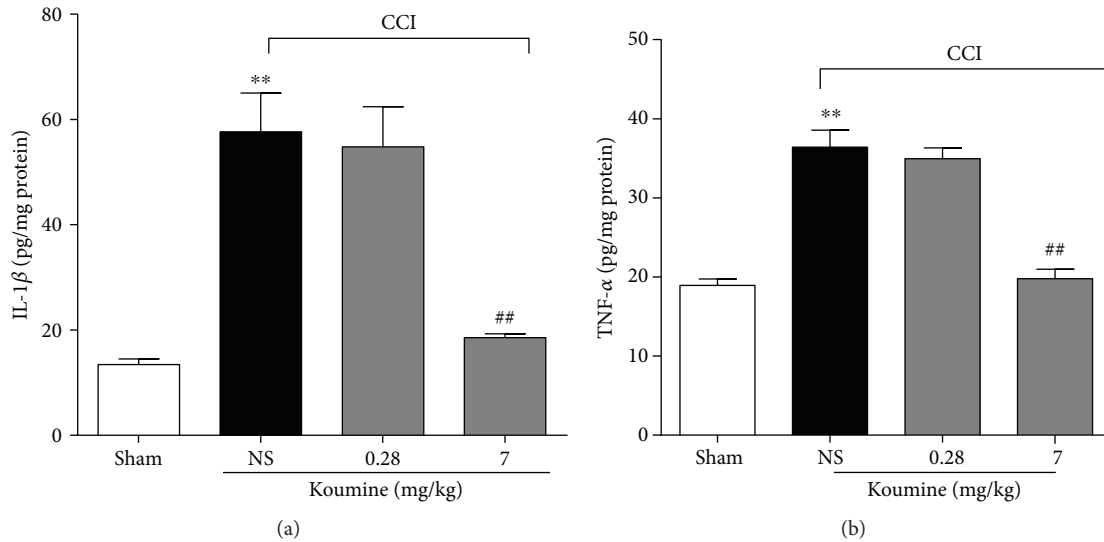 80
60
40
20
0
IL-1β (pg/mg protein)
CCI
**
##
Sham NS 0.28 7
Koumine (mg/kg)
(a)
50
40
30
20
10
0
TNF-α (pg/mg protein)
CCI
**
##
Sham NS 0.28 7
Koumine (mg/kg)
(b)